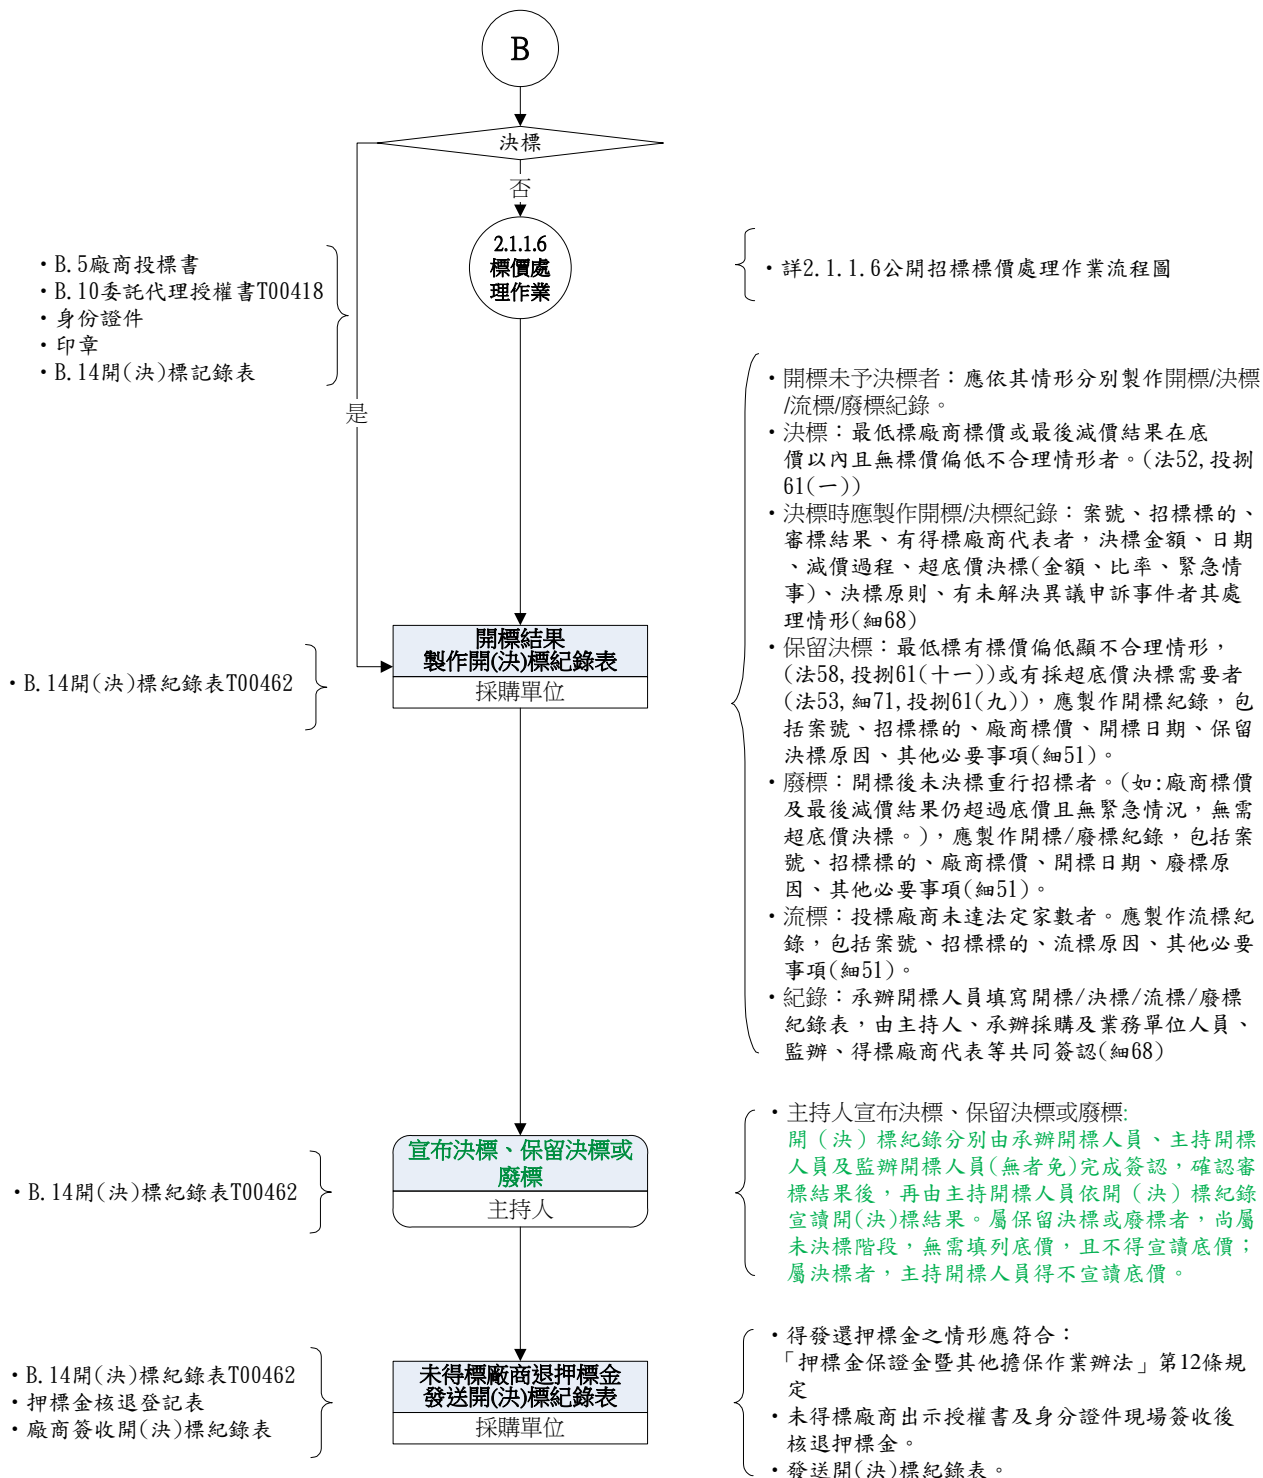 B
決標
否
2.1.1.6
標價處
理作業
・B.5廠商投標書
・B.10委託代理授權書T00418
・身份證件
・印章
・B.14開(決)標記錄表
・詳2.1.1.6公開招標標價處理作業流程圖
是
・開標未予決標者：應依其情形分別製作開標/決標
/流標/廢標紀錄。
・決標：最低標廠商標價或最後減價結果在底
價以內且無標價偏低不合理情形者。(法52,投捌
61(一))
・決標時應製作開標/決標紀錄：案號、招標標的、
審標結果、有得標廠商代表者，決標金額、日期
、減價過程、超底價決標(金額、比率、緊急情
事)、決標原則、有未解決異議申訴事件者其處
理情形(細68)
・保留決標：最低標有標價偏低顯不合理情形，
(法58,投捌61(十一))或有採超底價決標需要者
(法53,細71,投捌61(九))，應製作開標紀錄，包
括案號、招標標的、廠商標價、開標日期、保留
決標原因、其他必要事項(細51)。
・廢標：開標後未決標重行招標者。(如:廠商標價
及最後減價結果仍超過底價且無緊急情況，無需
超底價決標。)，應製作開標/廢標紀錄，包括案
號、招標標的、廠商標價、開標日期、廢標原
因、其他必要事項(細51)。
・流標：投標廠商未達法定家數者。應製作流標紀
錄，包括案號、招標標的、流標原因、其他必要
事項(細51)。
・紀錄：承辦開標人員填寫開標/決標/流標/廢標
紀錄表，由主持人、承辦採購及業務單位人員、
監辦、得標廠商代表等共同簽認(細68)
開標結果
製作開(決)標紀錄表
採購單位
・B.14開(決)標紀錄表T00462
宣布決標、保留決標或
廢標
主持人
・B.14開(決)標紀錄表T00462
・主持人宣布決標、保留決標或廢標:
開（決）標紀錄分別由承辦開標人員、主持開標
人員及監辦開標人員(無者免)完成簽認，確認審
標結果後，再由主持開標人員依開（決）標紀錄
宣讀開(決)標結果。屬保留決標或廢標者，尚屬
未決標階段，無需填列底價，且不得宣讀底價；
屬決標者，主持開標人員得不宣讀底價。
未得標廠商退押標金
發送開(決)標紀錄表
採購單位
・B.14開(決)標紀錄表T00462
・押標金核退登記表
・廠商簽收開(決)標紀錄表
・得發還押標金之情形應符合：
「押標金保證金暨其他擔保作業辦法」第12條規
定
・未得標廠商出示授權書及身分證件現場簽收後
核退押標金。
・發送開(決)標紀錄表。